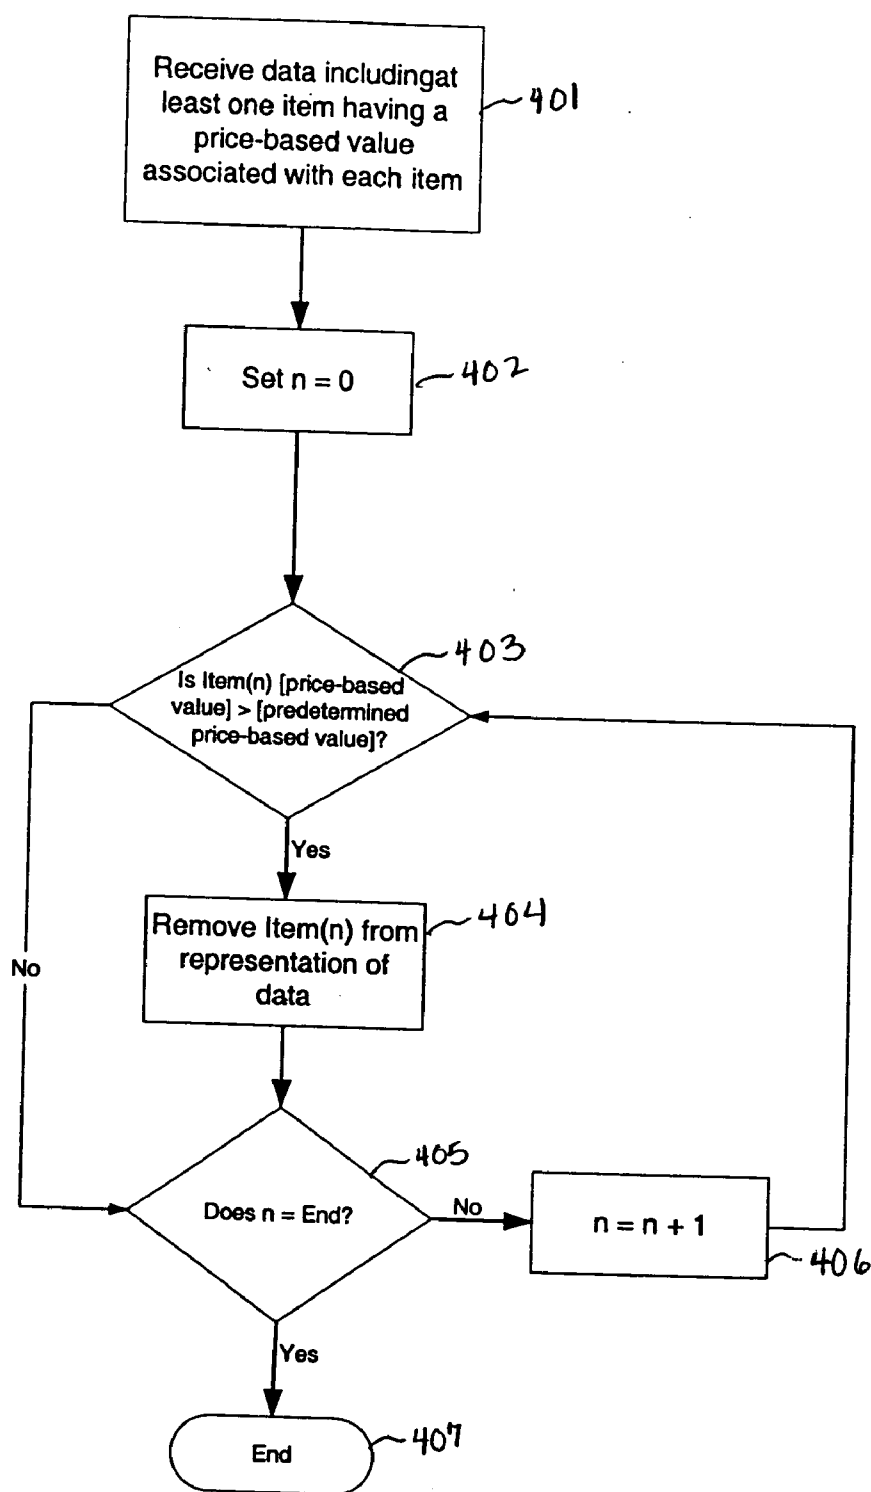 Receive data includingat
least one item having a
price-based value
associated with each item
401
Set n = 0
402
403
Is Item(n) [price-based
value] > [predetermined
price-based value]?
Yes
No
Remove Item(n) from
representation of
data
404
405
Does n = End?
No
n = n + 1
406
Yes
End
407